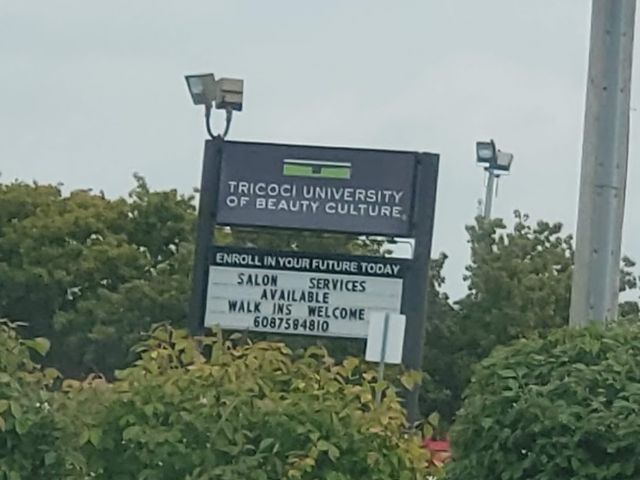 TRICOCI UNIVERSITY
OF BEAUTY CULTURE
ENROLL IN YOUR FUTURE TODAY
SALON SERVICES
AVAILABLE
WALK INS WELCOME
6087584810